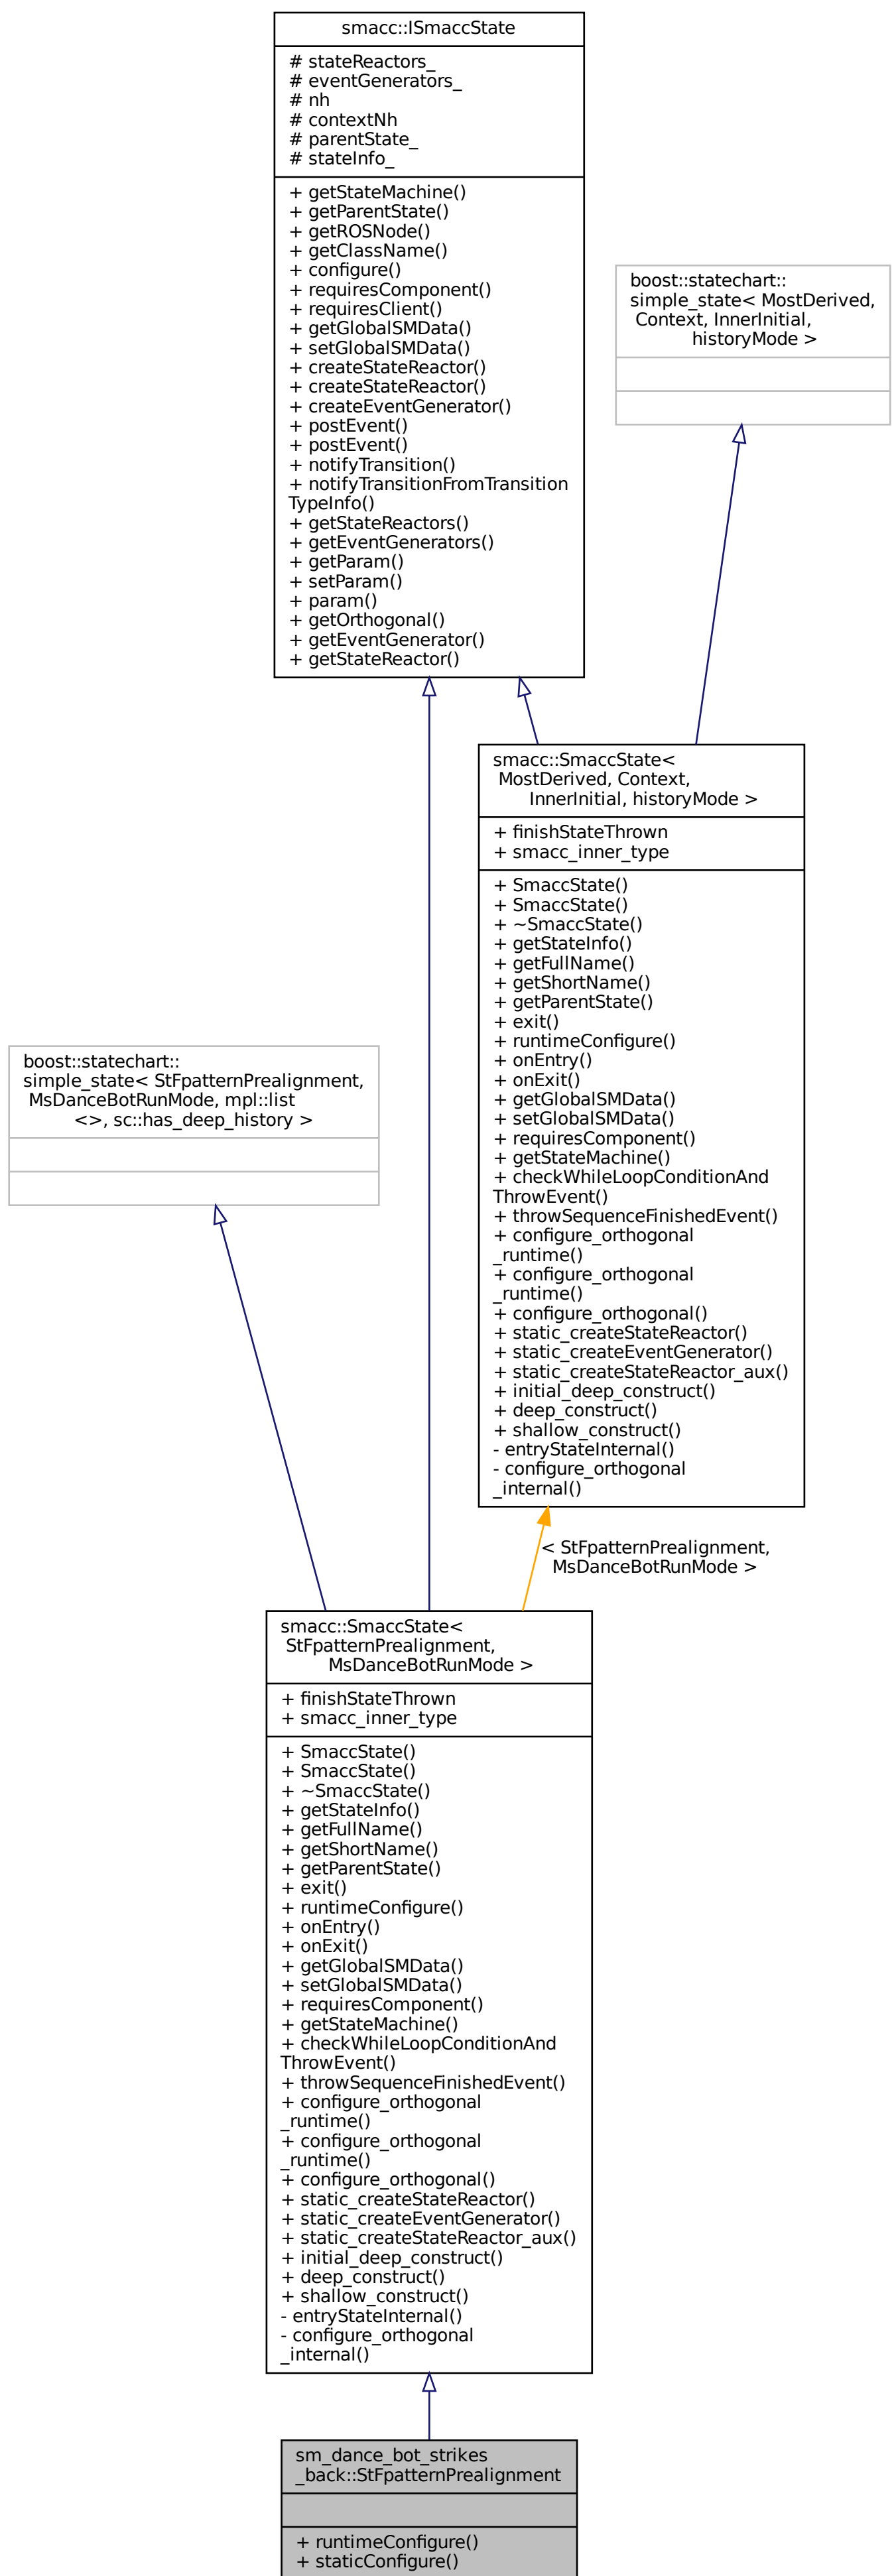 smacc::ISmaccState
# stateReactors_
# eventGenerators_
# nh
# contextNh
# parentState_
# stateInfo_
+ getStateMachine()
+ getParentState()
+ getROSNode()
+ getClassName()
+ configure()
+ requiresComponent()
+ requiresClient()
+ getGlobalSMData()
+ setGlobalSMData()
+ createStateReactor()
+ createStateReactor()
+ createEventGenerator()
+ postEvent()
+ postEvent()
+ notifyTransition()
+ notifyTransitionFromTransition
TypeInfo()
+ getStateReactors()
+ getEventGenerators()
+ getParam()
+ setParam()
+ param()
+ getOrthogonal()
+ getEventGenerator()
+ getStateReactor()
boost::statechart::
simple_state< MostDerived,
Context, InnerInitial,
historyMode >
smacc::SmaccState<
MostDerived, Context,
InnerInitial, historyMode >
+ finishStateThrown
+ smacc_inner_type
+ SmaccState()
+ SmaccState()
+ ~SmaccState()
+ getStateInfo()
+ getFullName()
+ getShortName()
+ getParentState()
+ exit()
+ runtimeConfigure()
+ onEntry()
+ onExit()
+ getGlobalSMData()
+ setGlobalSMData()
+ requiresComponent()
+ getStateMachine()
+ checkWhileLoopConditionAnd
ThrowEvent()
+ throwSequenceFinishedEvent()
+ configure_orthogonal
_runtime()
+ configure_orthogonal
_runtime()
+ configure_orthogonal()
+ static_createStateReactor()
+ static_createEventGenerator()
+ static_createStateReactor_aux()
+ initial_deep_construct()
+ deep_construct()
+ shallow_construct()
- entryStateInternal()
- configure_orthogonal
_internal()
boost::statechart::
simple_state< StFpatternPrealignment,
MsDanceBotRunMode, mpl::list
<>, sc::has_deep_history >
< StFpatternPrealignment,
MsDanceBotRunMode >
smacc::SmaccState<
StFpatternPrealignment,
MsDanceBotRunMode >
+ finishStateThrown
+ smacc_inner_type
+ SmaccState()
+ SmaccState()
+ ~SmaccState()
+ getStateInfo()
+ getFullName()
+ getShortName()
+ getParentState()
+ exit()
+ runtimeConfigure()
+ onEntry()
+ onExit()
+ getGlobalSMData()
+ setGlobalSMData()
+ requiresComponent()
+ getStateMachine()
+ checkWhileLoopConditionAnd
ThrowEvent()
+ throwSequenceFinishedEvent()
+ configure_orthogonal
_runtime()
+ configure_orthogonal
_runtime()
+ configure_orthogonal()
+ static_createStateReactor()
+ static_createEventGenerator()
+ static_createStateReactor_aux()
+ initial_deep_construct()
+ deep_construct()
+ shallow_construct()
- entryStateInternal()
- configure_orthogonal
_internal()
sm_dance_bot_strikes
_back::StFpatternPrealignment
+ runtimeConfigure()
+ staticConfigure()